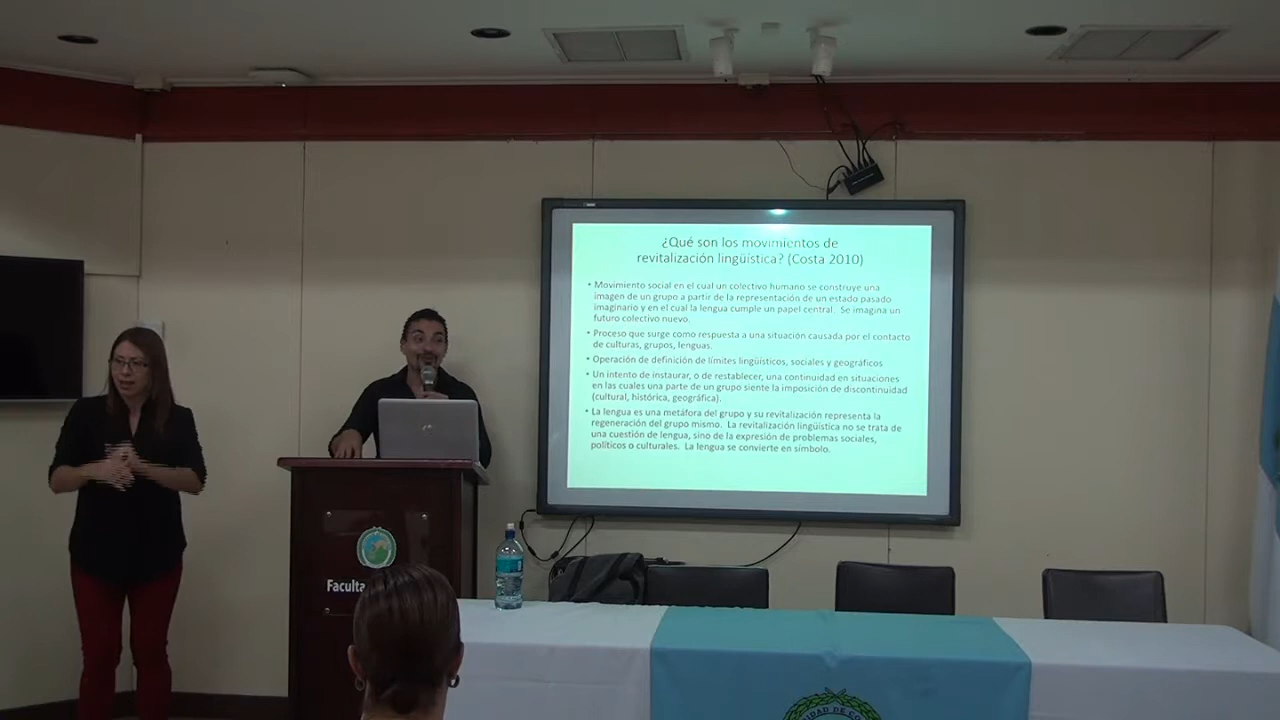 ¿Qué son los movimientos de
revitalización lingüística? (Costa 2010)
• Movimiento social en el cual un colectivo humano se construye una
imagen de un grupo a partir de la representación de un estado pasado
imaginario y en el cual la lengua cumple un papel central. Se imagina un
futuro colectivo nuevo.
• Proceso que surge como respuesta a una situación causada por el contacto
de culturas, grupos, lenguas.
• Operación de definición de límites lingüísticos, sociales y geográficos
• Un intento de instaurar, o de restablecer, una continuidad en situaciones
en las cuales una parte de un grupo siente la imposición de discontinuidad
(cultural, histórica, geográfica).
• La lengua es una metáfora del grupo y su revitalización representa la
regeneración del grupo mismo. La revitalización lingüística no se trata de
una cuestión de lengua, sino de la expresión de problemas sociales,
políticos o culturales. La lengua se convierte en símbolo.
hp
Faculta
IDAD DE CO